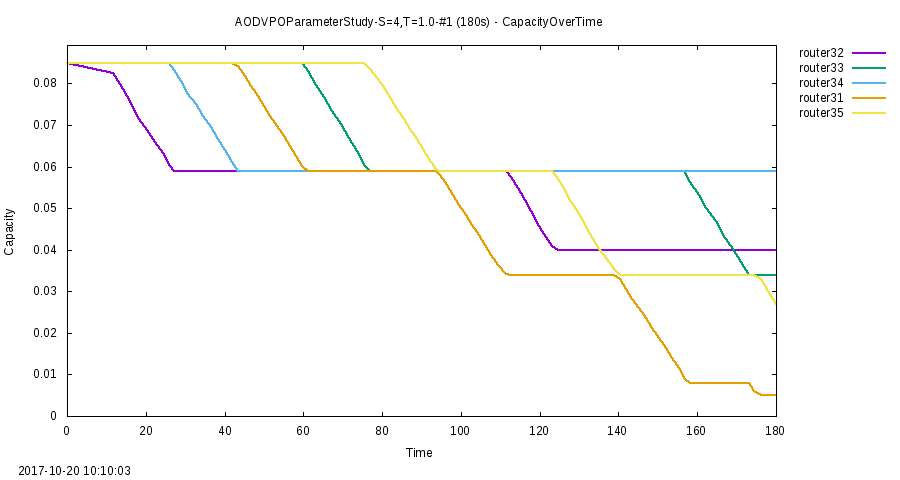 AODVPOParameterStudy-S=4,T=1.0-#1 (180s) - CapacityOverTime
router32
router33
router34
router31
router35
0.08
0.07
0.06
0.05
0.04
0.03
0.02
0.01
0
Capacity
0 20 40 60 80 100 120 140 160 180
Time
2017-10-20 10:10:03